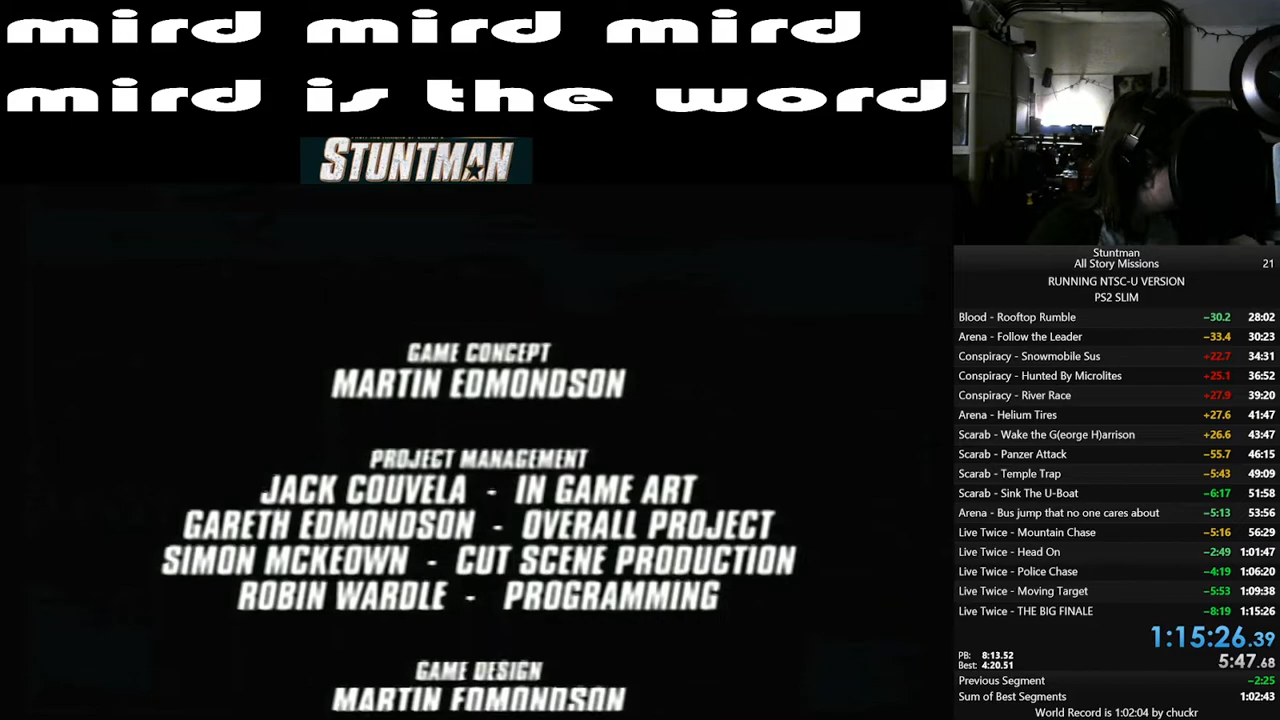 mird mird mird
mird is the word
STUNTMAN
GAME CONCEPT
MARTIN EDMONDSON
PROJECT MANAGEMENT
JACK COUVELA - IN GAME ART
GARETH EDMONDSON - OVERALL PROJECT
SIMON MCKEOWN - CUT SCENE PRODUCTION
ROBIN WARDLE - PROGRAMMING
GAME DESIGN
MARTIN EDMONDSON
Stuntman
All Story Missions 21
RUNNING NTSC-U VERSION
PS2 SLIM
Blood - Rooftop Rumble −30.2 28:02
Arena - Follow the Leader −33.4 30:23
Conspiracy - Snowmobile Sus +22.7 34:31
Conspiracy - Hunted By Microlites +25.1 36:52
Conspiracy - River Race +27.9 39:20
Arena - Helium Tires +27.6 41:47
Scarab - Wake the G(eorge H)arrison +26.6 43:47
Scarab - Panzer Attack −55.7 46:15
Scarab - Temple Trap −5:43 49:09
Scarab - Sink The U-Boat −6:17 51:58
Arena - Bus jump that no one cares about −5:13 53:56
Live Twice - Mountain Chase −5:16 56:29
Live Twice - Head On −2:49 1:01:47
Live Twice - Police Chase −4:19 1:06:20
Live Twice - Moving Target −5:53 1:09:38
Live Twice - THE BIG FINALE −8:19 1:15:26
1:15:26.39
PB: 8:13.52
Best: 4:20.51
5:47.68
Previous Segment −2:25
Sum of Best Segments 1:02:43
World Record is 1:02:04 by chuckr